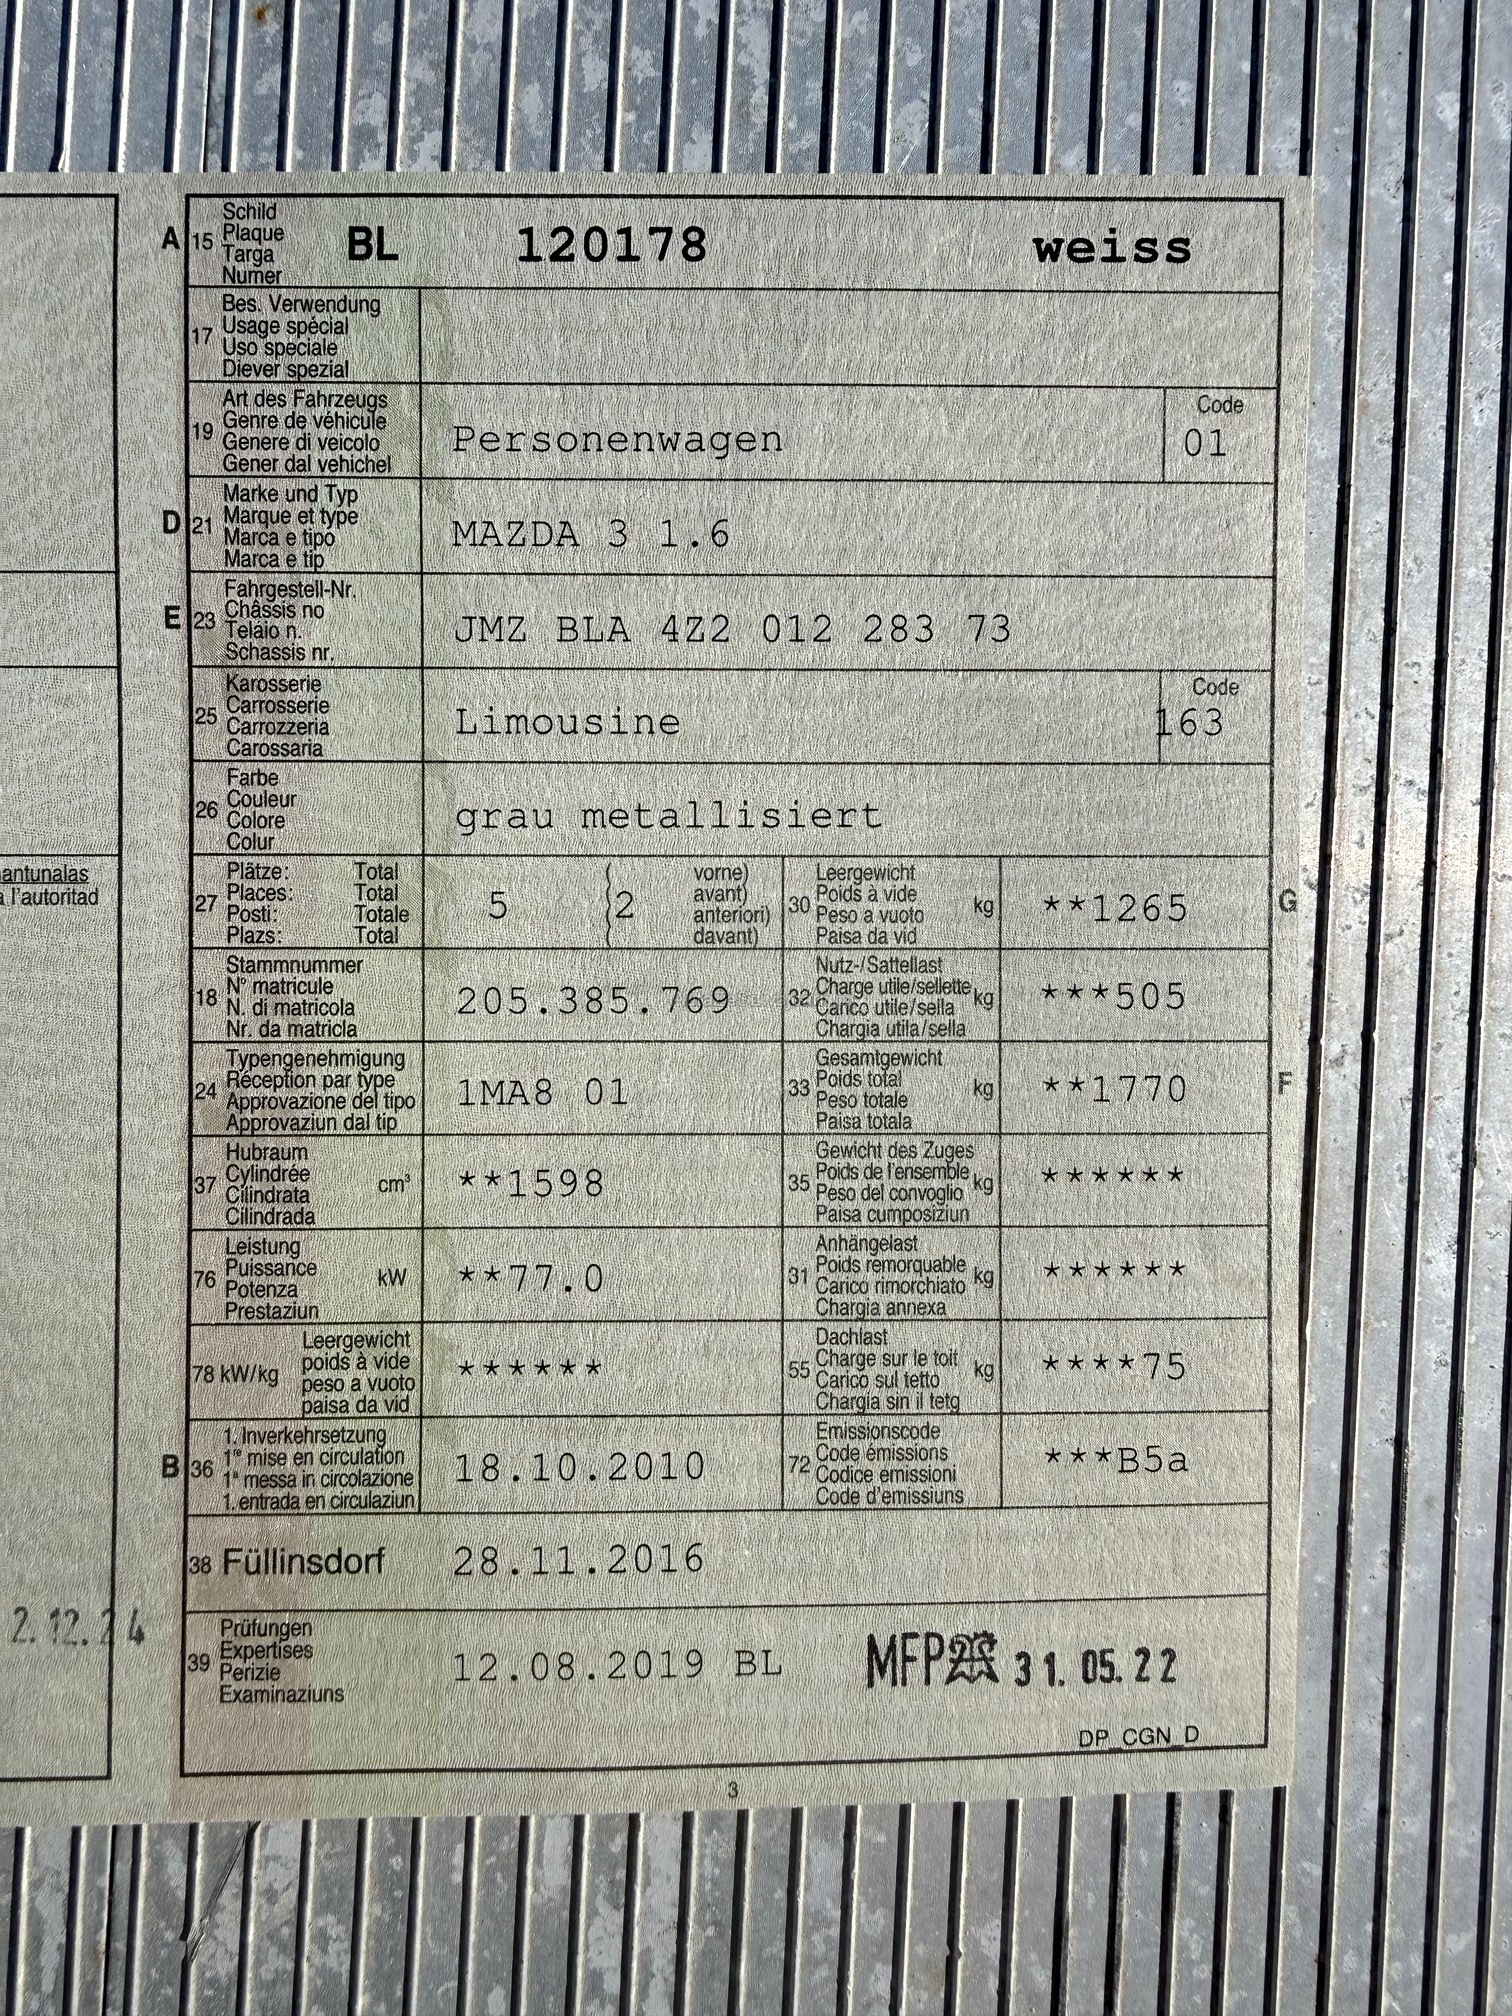 A 15 Schild Plaque Targa Numer BL 120178 weiss
17 Bes. Verwendung
Usage spécial
Uso speciale
Diever spezial
19 Art des Fahrzeugs
Genre de véhicule
Genere di veicolo
Gener dal vehichel
Personenwagen
Code
01
D 21 Marke und Typ
Marque et type
Marca e tipo
Marca e tip
MAZDA 3 1.6
E 23 Fahrgestell-Nr.
Châssis no
Telaio n.
Schassis nr.
JMZ BLA 4Z2 012 283 73
25 Karosserie
Carrosserie
Carrozzeria
Carossaria
Limousine
Code
163
26 Farbe
Couleur
Colore
Colur
grau metallisiert
antunalas
a l'autoritad
27 Plätze: Total
Places: Total
Posti: Totale
Plazs: Total
5 (2 vorne)
avant)
anteriori)
davant)
30 Leergewicht
Poids à vide
Peso a vuoto
Paisa da vid
kg **1265 G
18 Stammnummer
N° matricule
N. di matricola
Nr. da matricla
205.385.769
32 Nutz-/Sattellast
Charge utile/sellette
Carico utile/sella
Chargia utila/sella
kg ***505
24 Typengenehmigung
Réception par type
Approvazione del tipo
Approvaziun dal tip
1MA8 01
33 Gesamtgewicht
Poids total
Peso totale
Paisa totala
kg **1770 F
37 Hubraum
Cylindrée
Cilindrata
Cilindrada
cm³ **1598
35 Gewicht des Zuges
Poids de l'ensemble
Peso del convoglio
Paisa cumposiziun
kg ******
76 Leistung
Puissance
Potenza
Prestaziun
kW **77.0
31 Anhängelast
Poids remorquable
Carico rimorchiato
Chargia annexa
kg ******
78 kW/kg Leergewicht
poids à vide
peso a vuoto
paisa da vid
******
55 Dachlast
Charge sur le toit
Carico sul tetto
Chargia sin il tetg
kg ****75
B 36 1. Inverkehrsetzung
1re mise en circulation
1a messa in circolazione
1. entrada en circulaziun
18.10.2010
72 Emissionscode
Code émissions
Codice emissioni
Code d'emissiuns
***B5a
38 Füllinsdorf 28.11.2016
2.12.24
39 Prüfungen
Expertises
Perizie
Examinaziuns
12.08.2019 BL MFP 31.05.22
DP_CGN_D
3